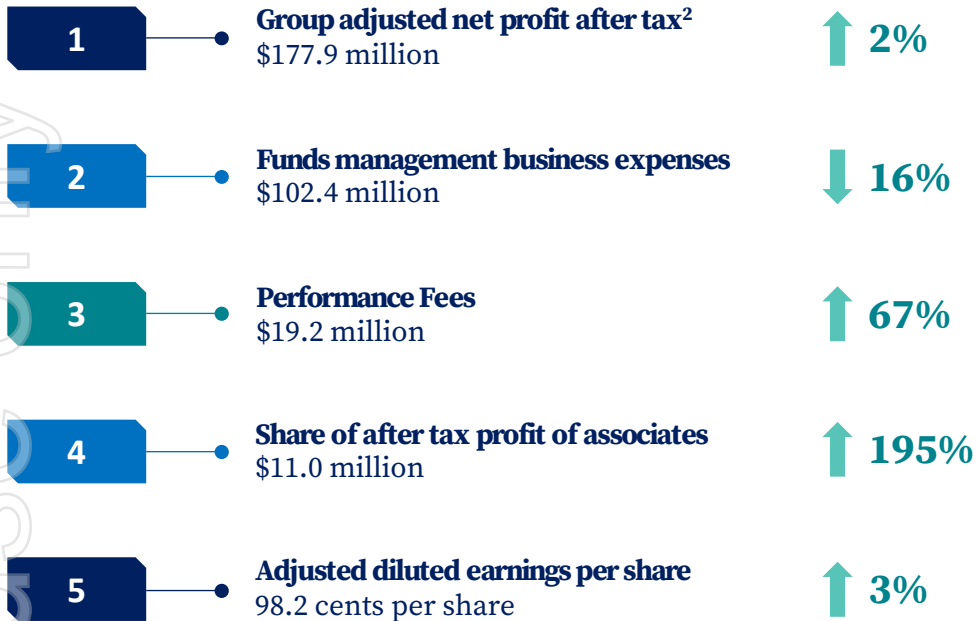 1
Group adjusted net profit after tax²
$177.9 million
2%
2
Funds management business expenses
$102.4 million
16%
3
Performance Fees
$19.2 million
67%
4
Share of after tax profit of associates
$11.0 million
195%
5
Adjusted diluted earnings per share
98.2 cents per share
3%